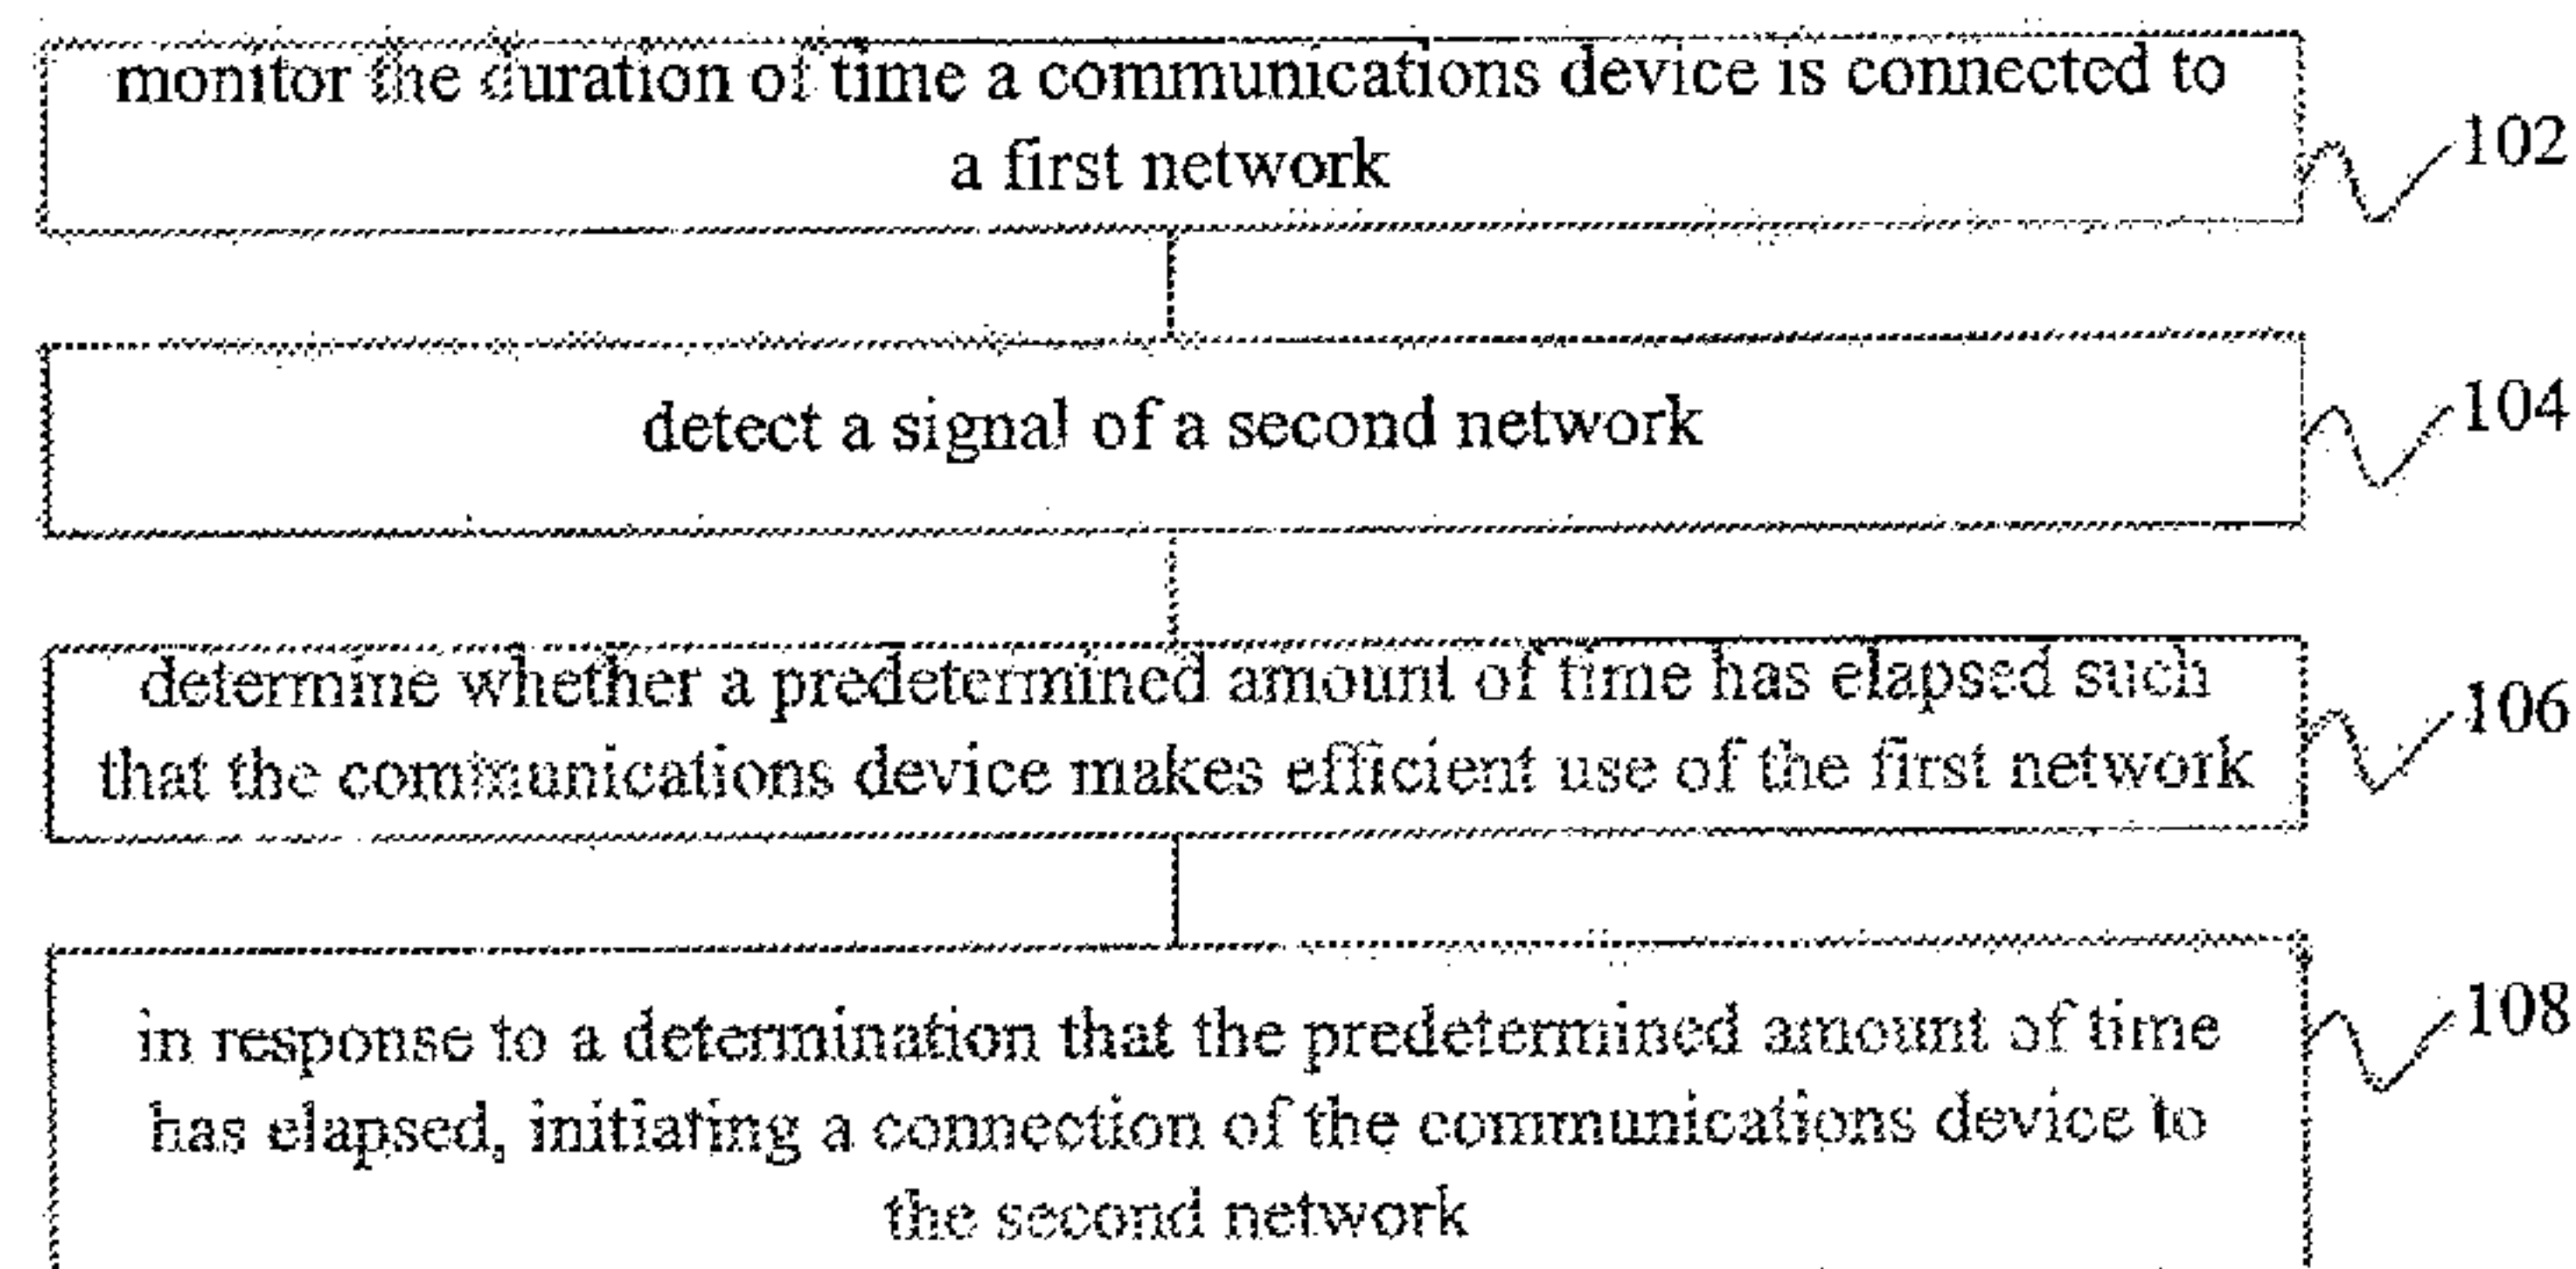 monitor the duration of time a communications device is connected to
a first network
102
detect a signal of a second network
104
determine whether a predetermined amount of time has elapsed such
that the communications device makes efficient use of the first network
106
in response to a determination that the predetermined amount of time
has elapsed, initiating a connection of the communications device to
the second network
108